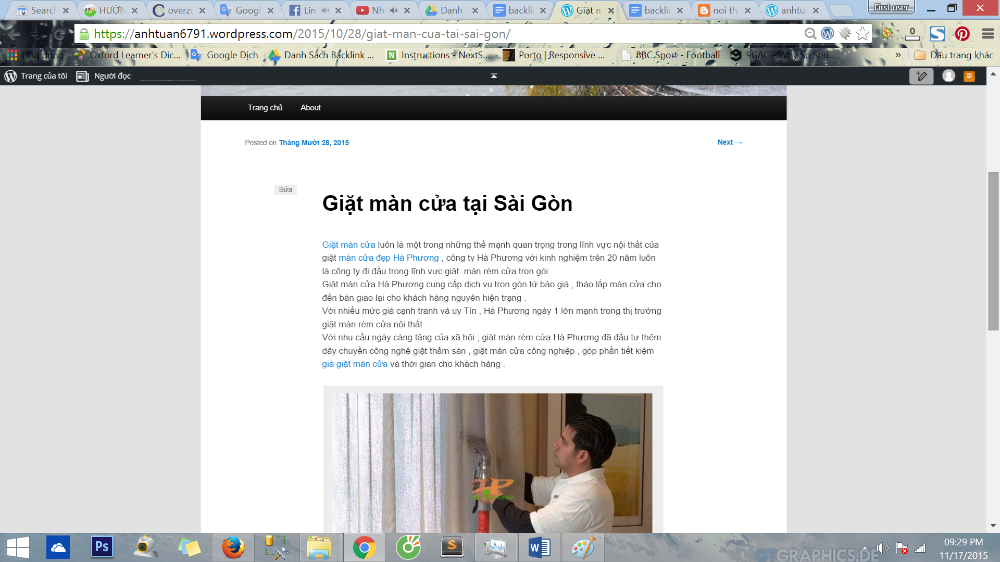 Search
HƯỚN
overze
Googl
Lin
Nh
Danh
backli
Giặt m
backlin
noi th
anhtu
First user
https://anhtuan6791.wordpress.com/2015/10/28/giat-man-cua-tai-sai-gon/
0
Ứng dụng
Oxford Learner's Dic...
Google Dịch
Danh Sách Backlink ...
Instructions - NextS...
Porto | Responsive ...
BBC Sport - Football
9GAG - Why So Seri...
»
Dấu trang khác
Trang của tôi
Người đọc
Trang chủ
About
Posted on Tháng Mười 28, 2015
Next →
Sửa
Giặt màn cửa tại Sài Gòn
Giặt màn cửa luôn là một trong những thế mạnh quan trọng trong lĩnh vực nội thất của
giặt màn cửa đẹp Hà Phương , công ty Hà Phương với kinh nghiệm trên 20 năm luôn
là công ty đi đầu trong lĩnh vực giặt  màn rèm cửa trọn gói .
Giặt màn cửa Hà Phương cung cấp dịch vụ trọn gón từ báo giá , tháo lắp màn cửa cho
đến bàn giao lại cho khách hàng nguyên hiện trạng .
Với nhiều mức giá cạnh tranh và uy Tín , Hà Phương ngày 1 lớn mạnh trong thị trường
giặt màn rèm cửa nội thất  .
Với nhu cầu ngày càng tăng của xã hội , giặt màn rèm cửa Hà Phương đã đầu tư thêm
dây chuyền công nghệ giặt thảm sàn , giặt màn cửa công nghiệp , góp phần tiết kiệm
giá giặt màn cửa và thời gian cho khách hàng .
HP
HÀ PHƯƠNG
Ps
S
W
GTGRAPHICS.DE
09:29 PM
11/17/2015